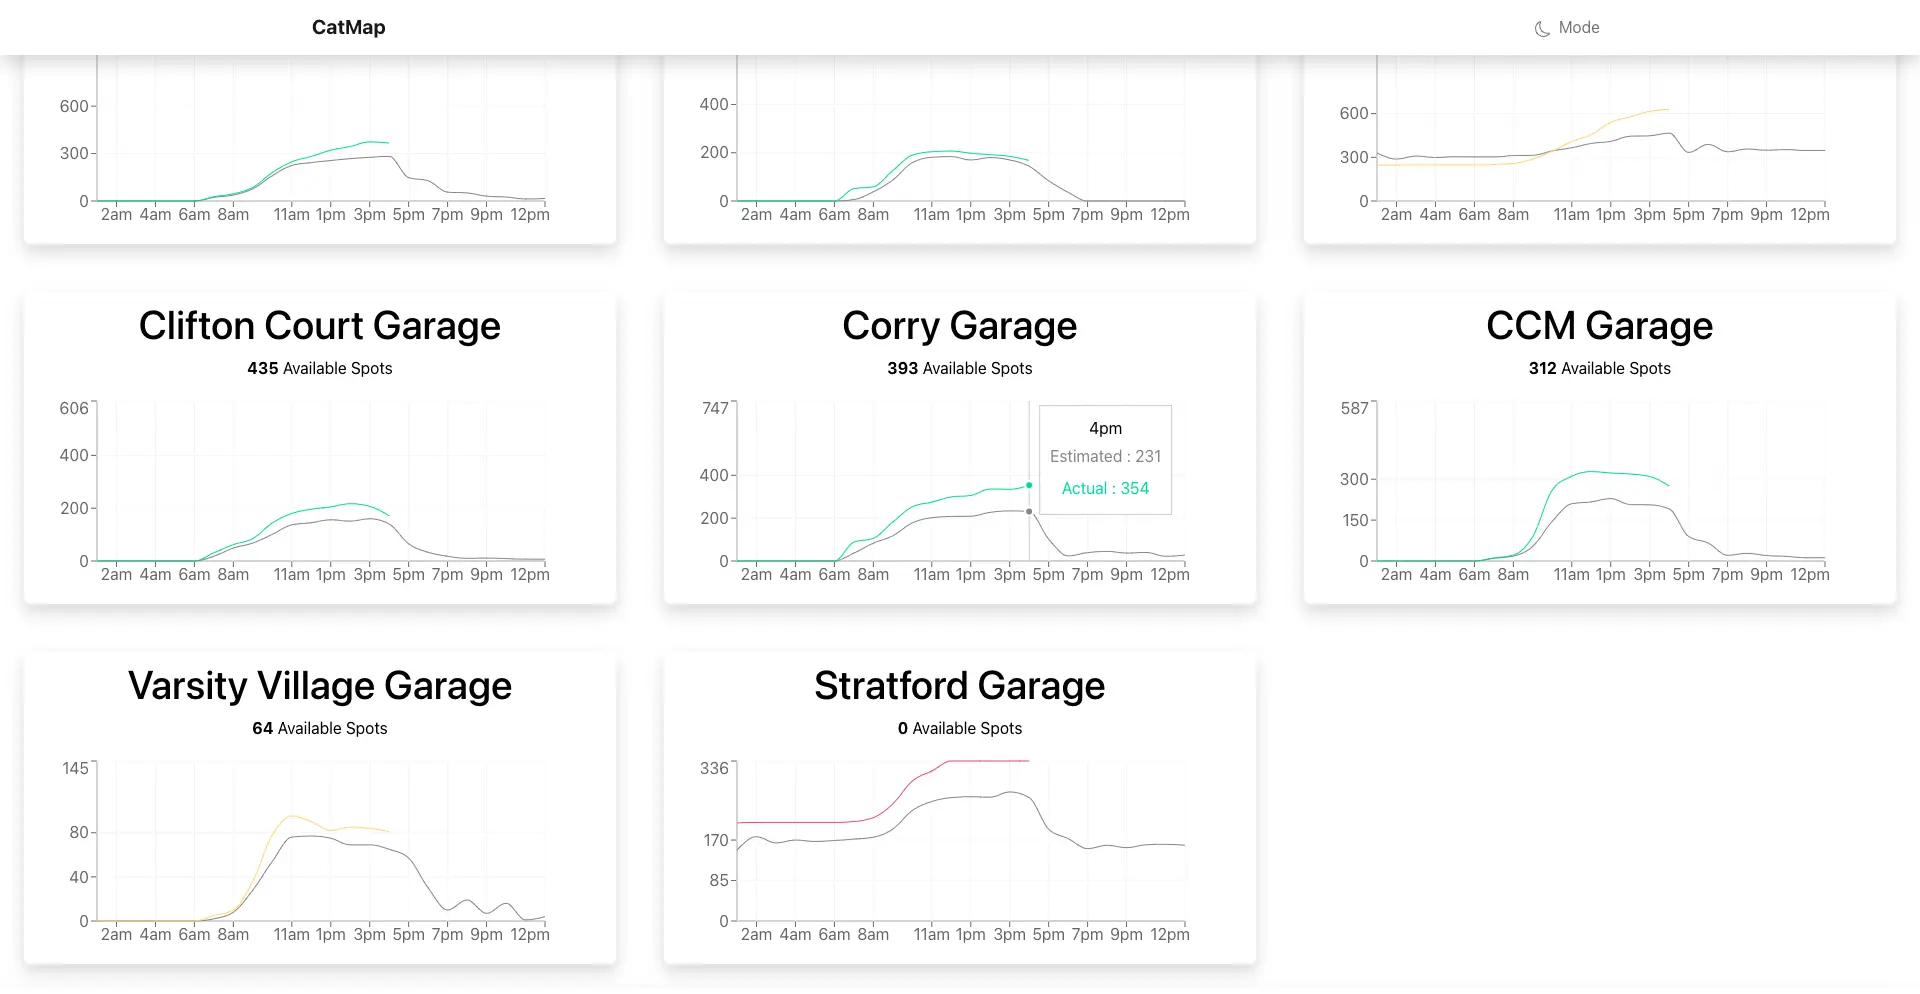 CatMap
Mode
600
300
0
2am 4am 6am 8am 11am 1pm 3pm 5pm 7pm 9pm 12pm
400
200
0
2am 4am 6am 8am 11am 1pm 3pm 5pm 7pm 9pm 12pm
600
300
0
2am 4am 6am 8am 11am 1pm 3pm 5pm 7pm 9pm 12pm
Clifton Court Garage
435 Available Spots
606
400
200
0
2am 4am 6am 8am 11am 1pm 3pm 5pm 7pm 9pm 12pm
Corry Garage
393 Available Spots
747
400
200
0
4pm
Estimated : 231
Actual : 354
2am 4am 6am 8am 11am 1pm 3pm 5pm 7pm 9pm 12pm
CCM Garage
312 Available Spots
587
300
150
0
2am 4am 6am 8am 11am 1pm 3pm 5pm 7pm 9pm 12pm
Varsity Village Garage
64 Available Spots
145
80
40
0
2am 4am 6am 8am 11am 1pm 3pm 5pm 7pm 9pm 12pm
Stratford Garage
0 Available Spots
336
170
85
0
2am 4am 6am 8am 11am 1pm 3pm 5pm 7pm 9pm 12pm